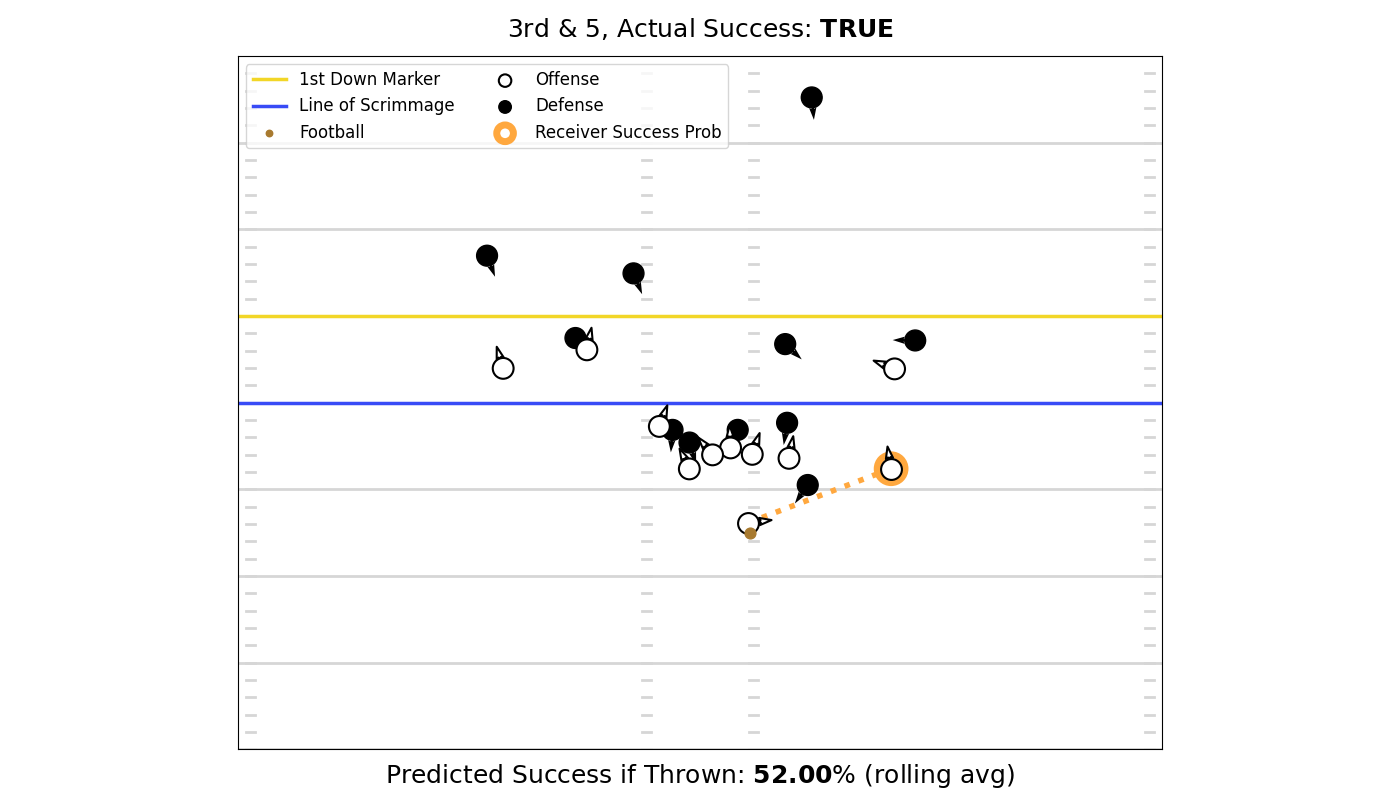 3rd & 5, Actual Success: TRUE
1st Down Marker
Line of Scrimmage
Football
Offense
Defense
Receiver Success Prob
Predicted Success if Thrown: 52.00% (rolling avg)